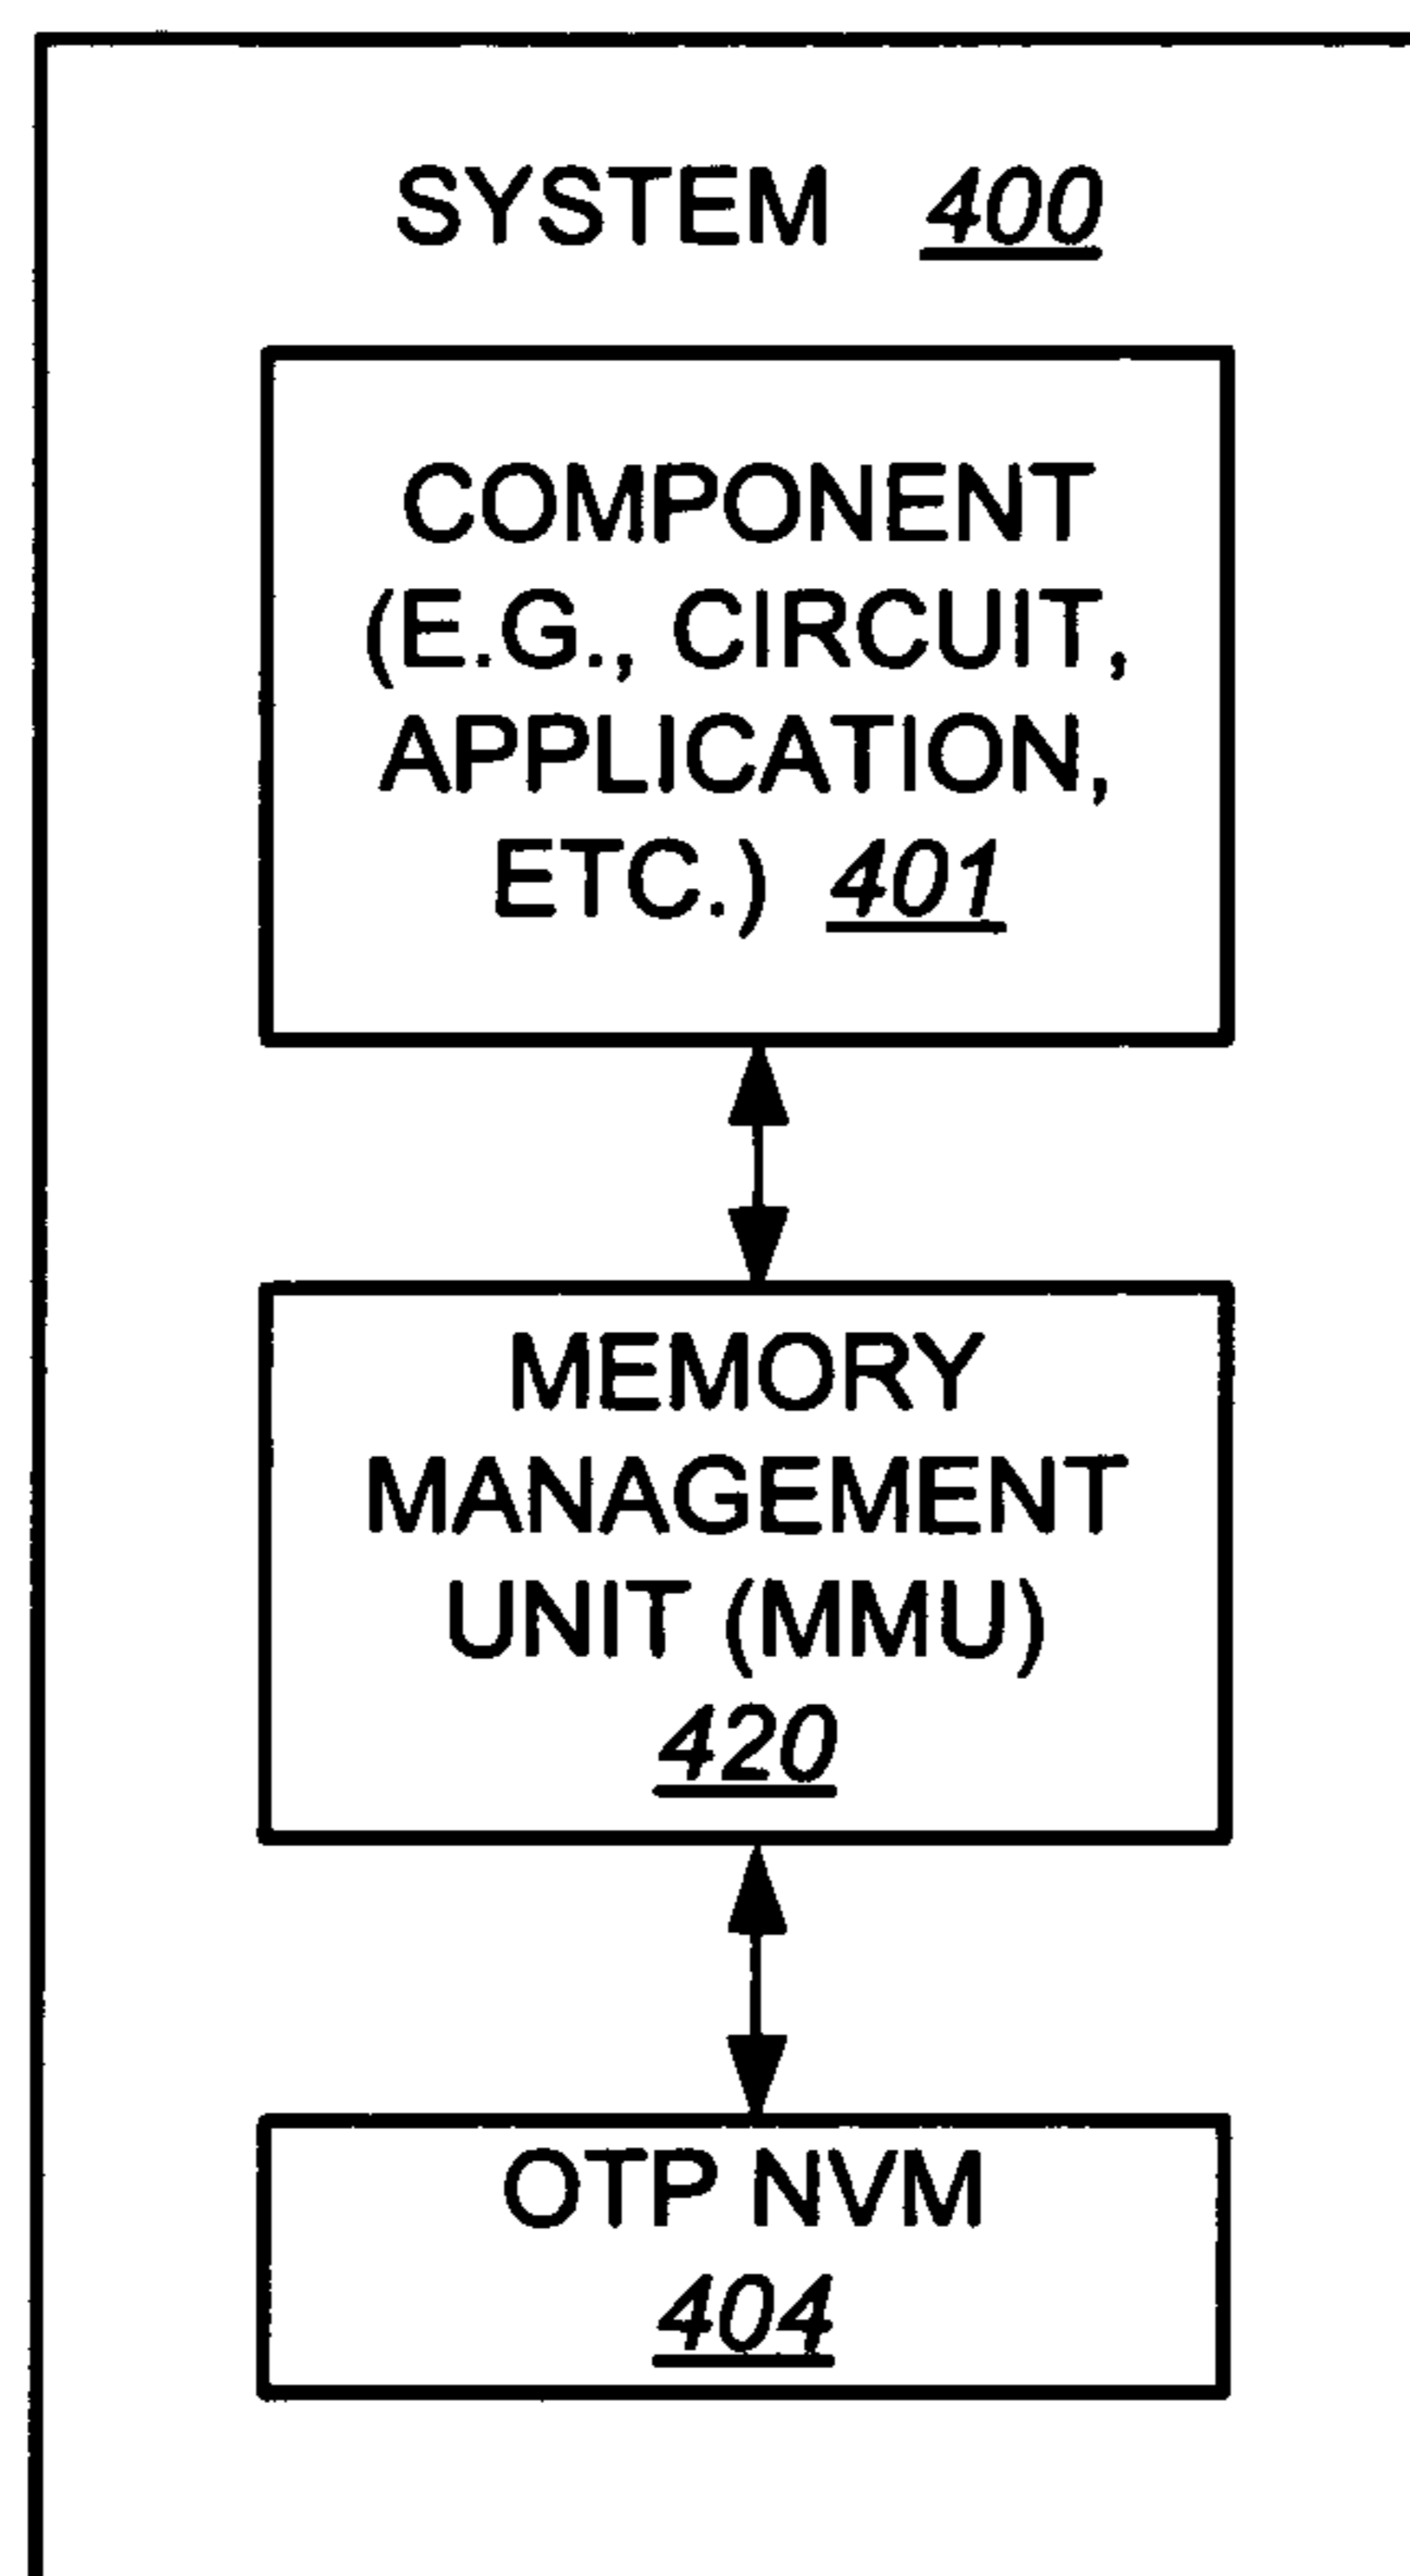 SYSTEM 400
COMPONENT
(E.G., CIRCUIT,
APPLICATION,
ETC.) 401
MEMORY
MANAGEMENT
UNIT (MMU)
420
OTP NVM
404